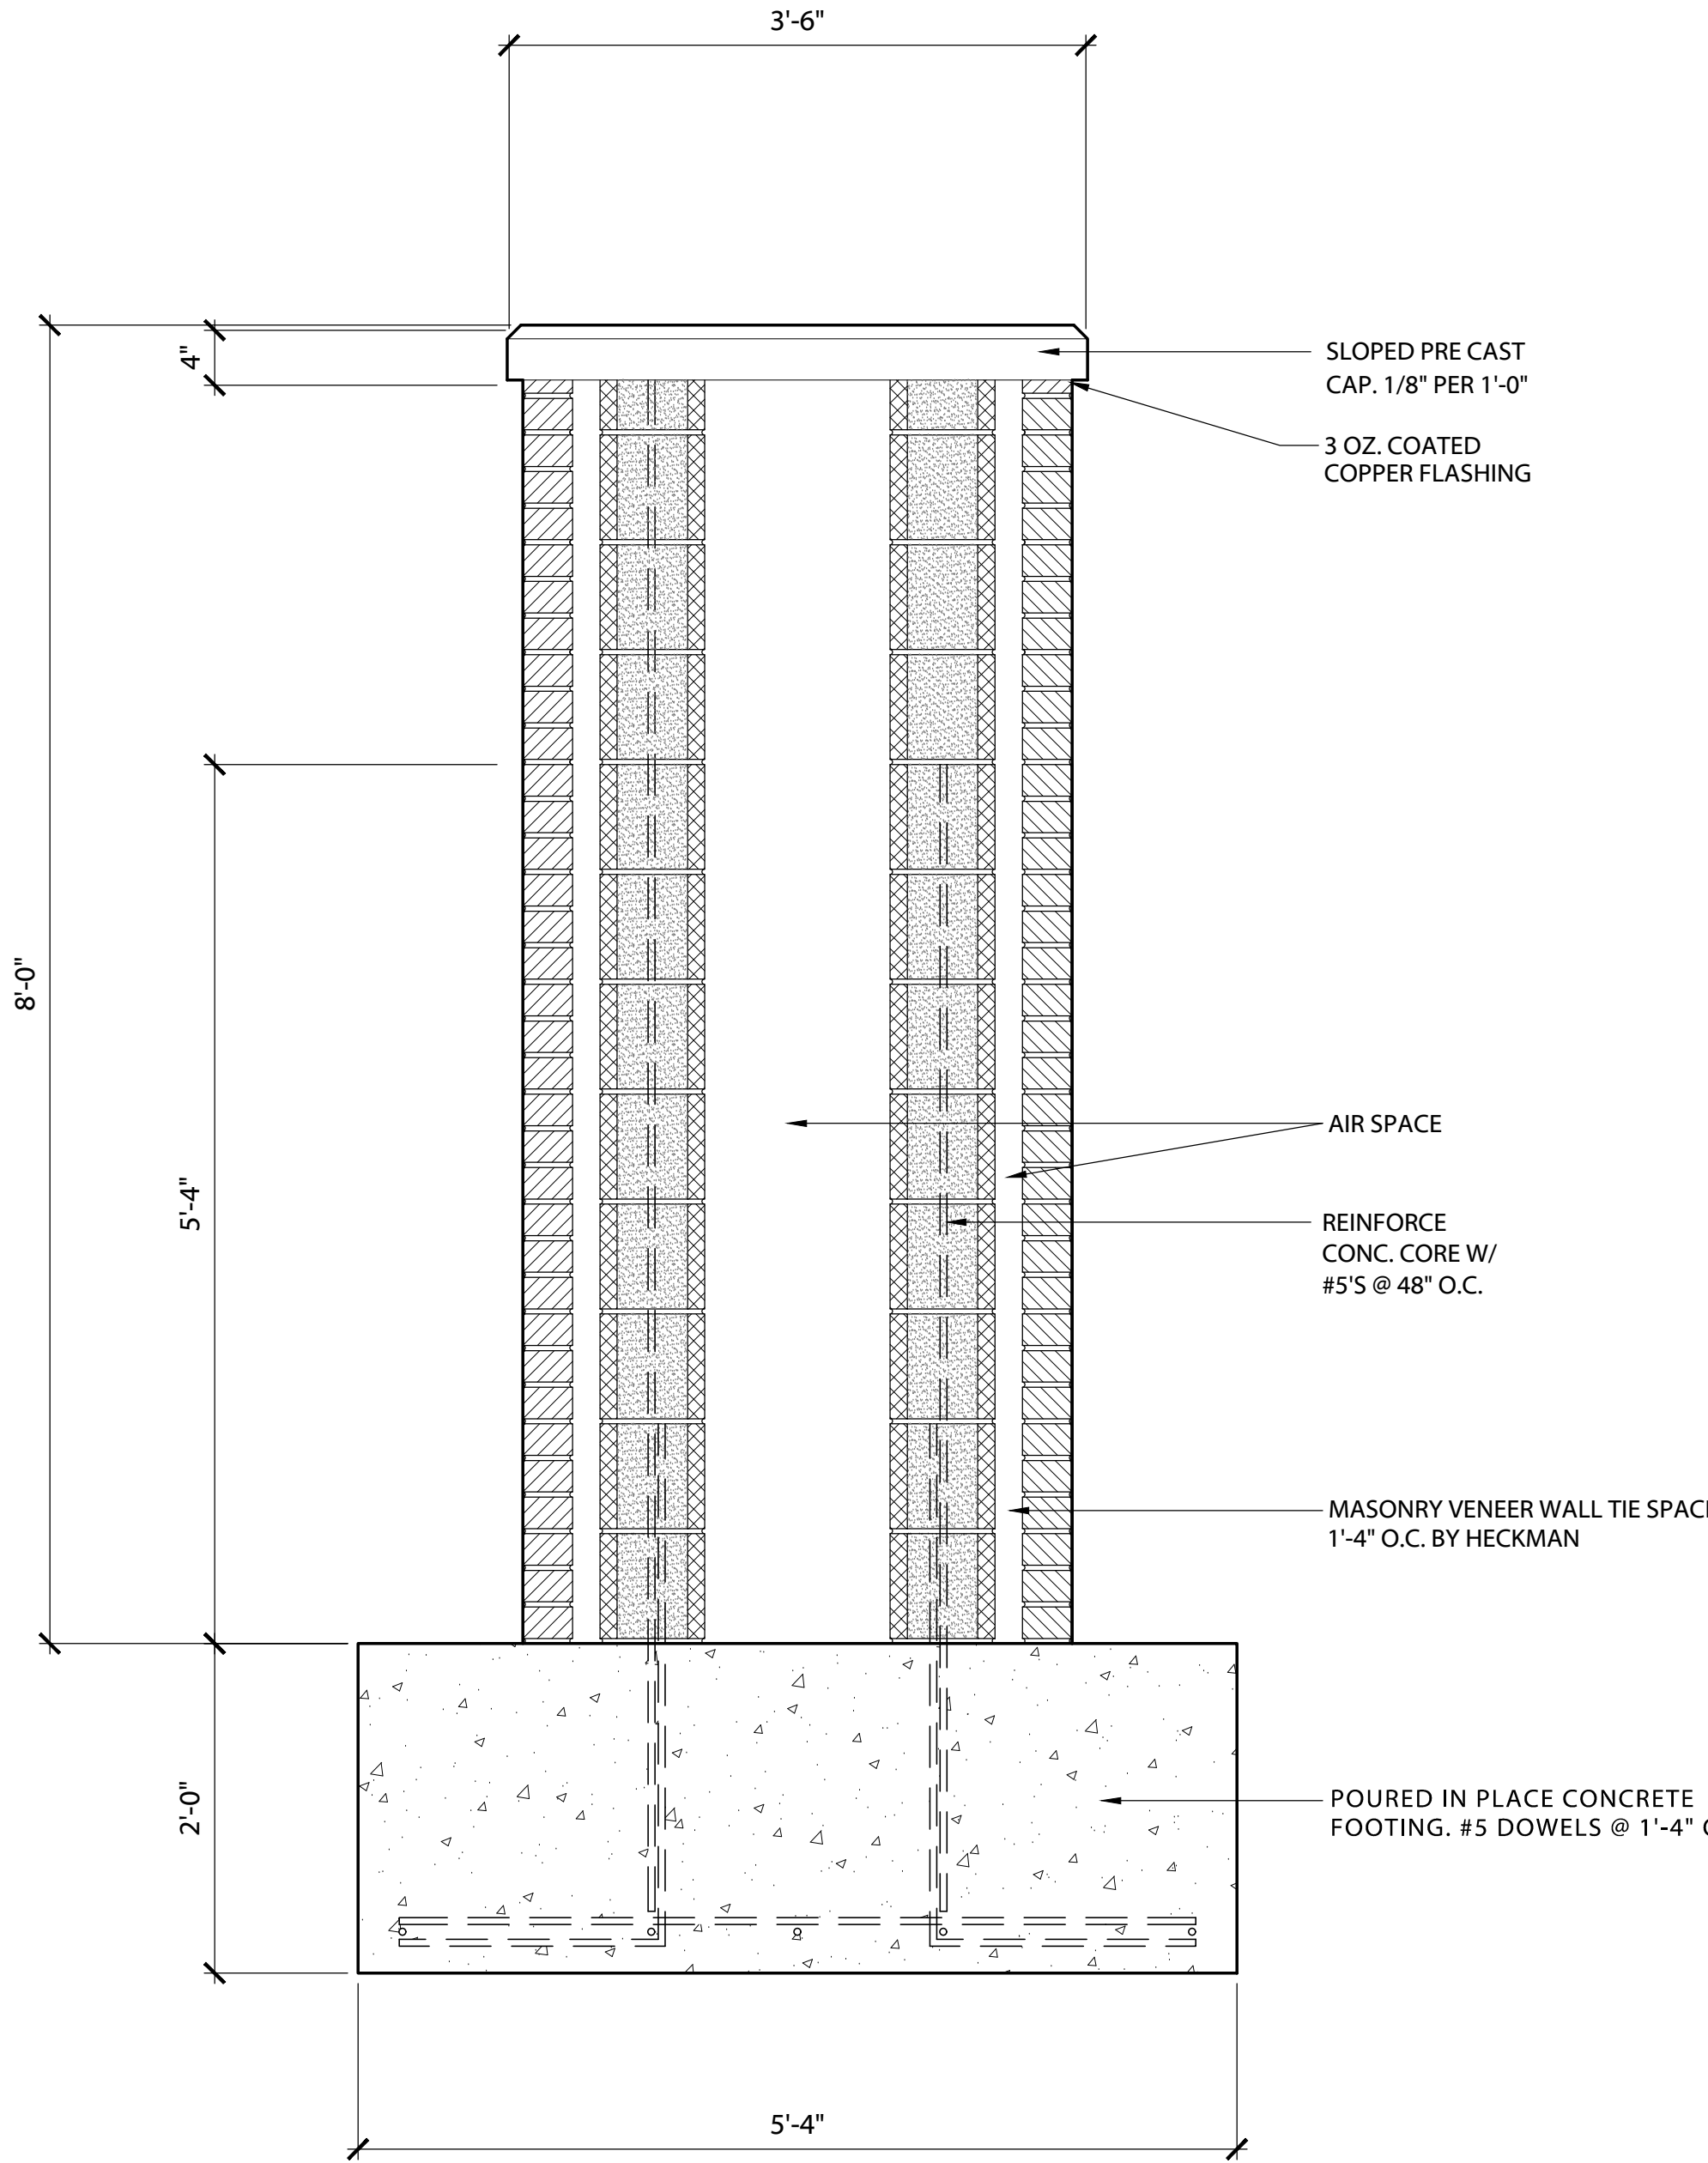 3'-6"
4"
SLOPED PRE CAST
CAP. 1/8" PER 1'-0"
3 OZ. COATED
COPPER FLASHING
8'-0"
5'-4"
AIR SPACE
REINFORCE
CONC. CORE W/
#5'S @ 48" O.C.
MASONRY VENEER WALL TIE
1'-4" O.C. BY HECKMAN
2'-0"
POURED IN PLACE CONCRETE
FOOTING. #5 DOWELS @ 1'-4"
5'-4"